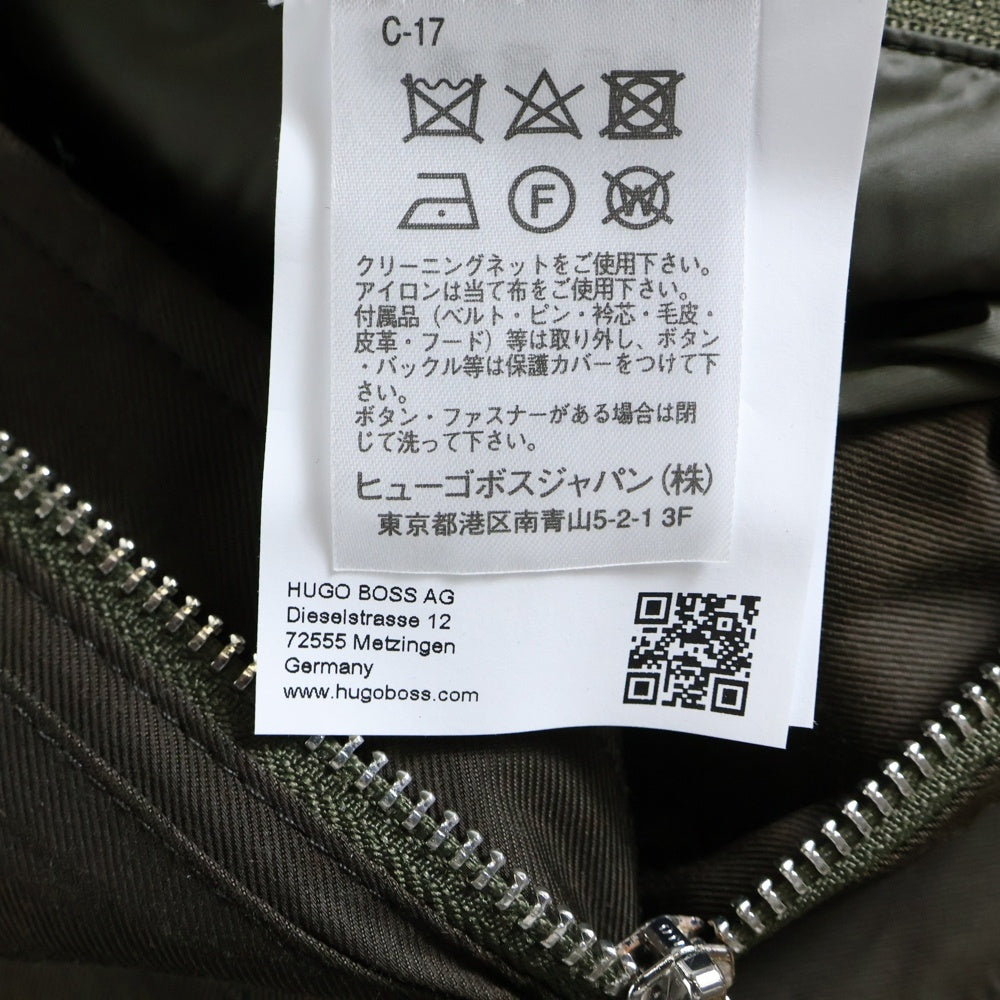 C-17
F
W
クリーニングネットをご使用下さい。
アイロンは当て布をご使用下さい。
付属品（ベルト・ピン・衿芯・毛皮・
皮革・フード）等は取り外し、ボタン
・バックル等は保護カバーをつけて下
さい。
ボタン・ファスナーがある場合は閉
じて洗って下さい。
ヒューゴボスジャパン（株）
東京都港区南青山5-2-1 3F
HUGO BOSS AG
Dieselstrasse 12
72555 Metzingen
Germany
www.hugoboss.com